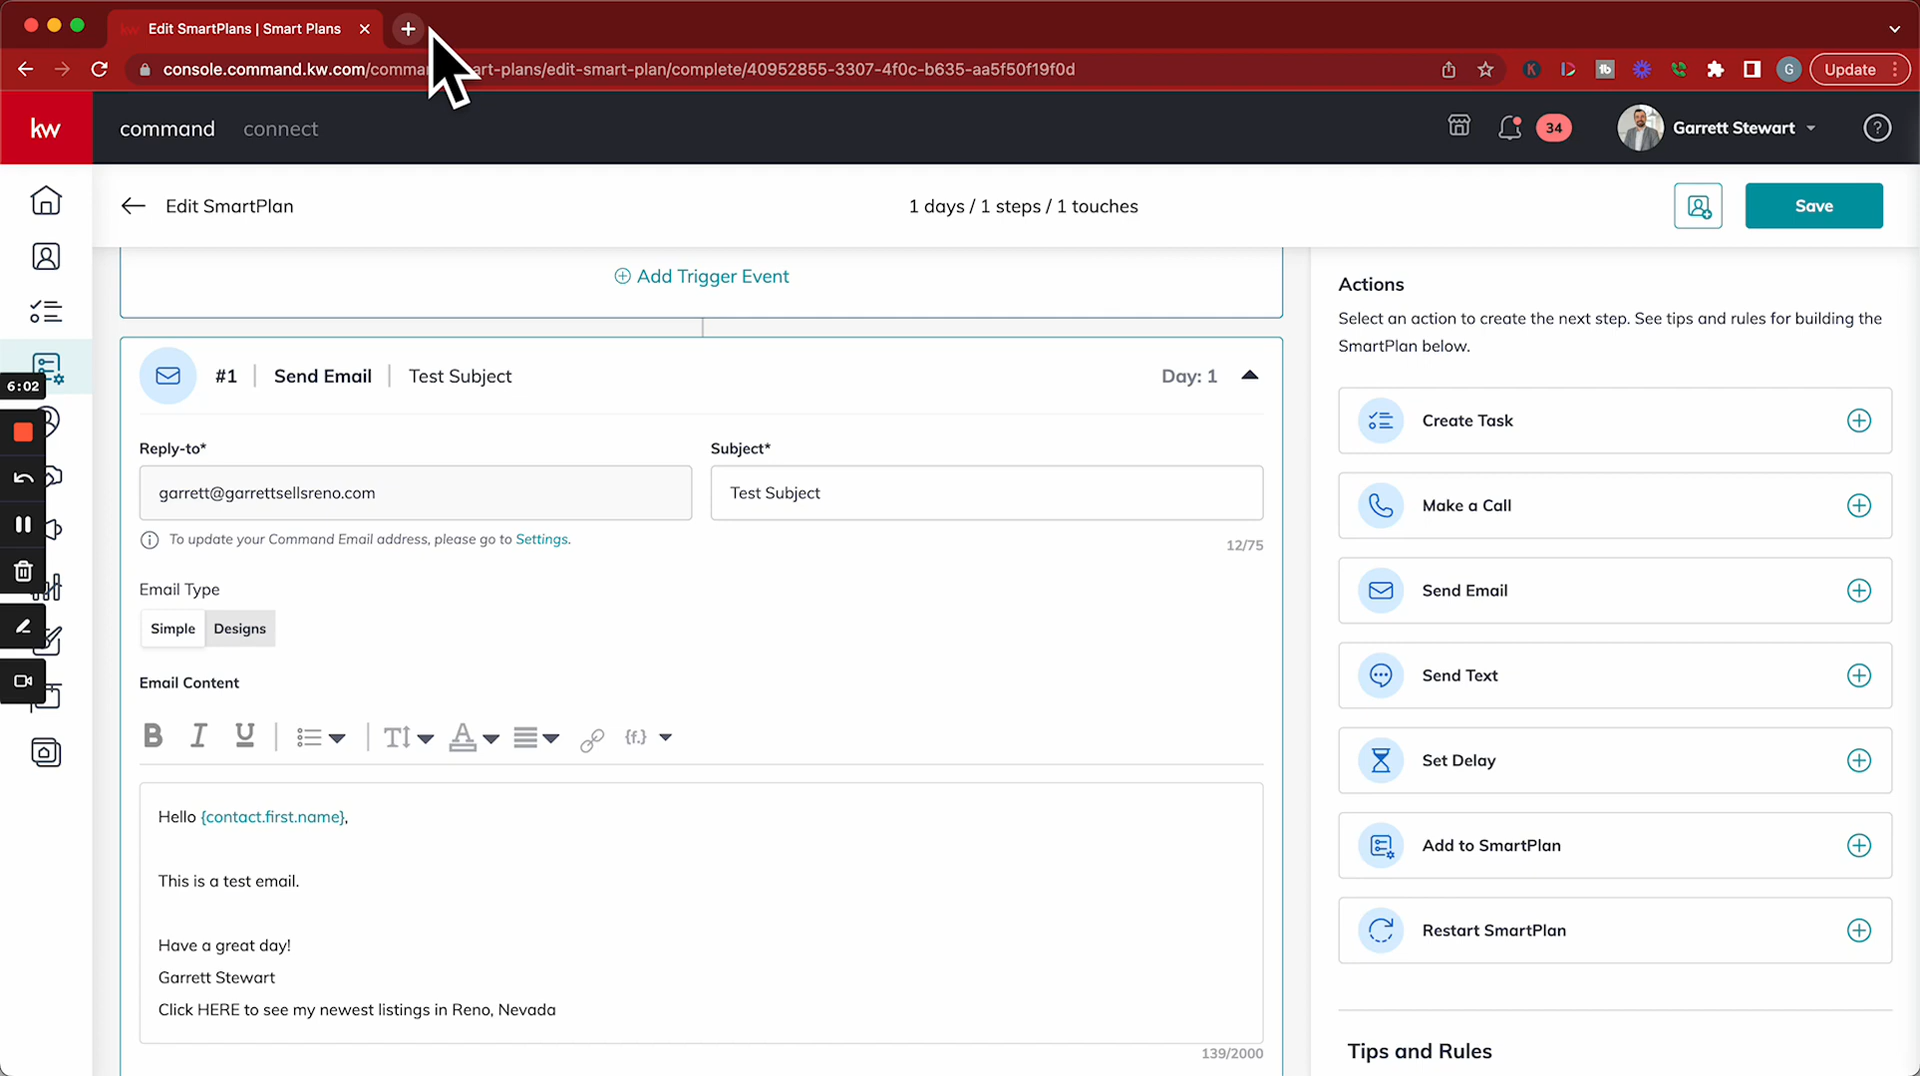 Edit SmartPlans | Smart Plans
console.command.kw.com/comma
art-plans/edit-smart-plan/complete/40952855-3307-4f0c-b635-aa5f50f19f0d
K
tb
G
Update
kw
command
connect
34
Garrett Stewart
?
Edit SmartPlan
1 days / 1 steps / 1 touches
Save
Add Trigger Event
#1
Send Email
Test Subject
Day: 1
6:02
Reply-to*
Subject*
garrett@garrettsellsreno.com
Test Subject
To update your Command Email address, please go to Settings.
12/75
Email Type
Simple
Designs
Email Content
B I U
{f.}
Hello {contact.first.name},
This is a test email.
Have a great day!
Garrett Stewart
Click HERE to see my newest listings in Reno, Nevada
139/2000
Actions
Select an action to create the next step. See tips and rules for building the
SmartPlan below.
Create Task
Make a Call
Send Email
Send Text
Set Delay
Add to SmartPlan
Restart SmartPlan
Tips and Rules